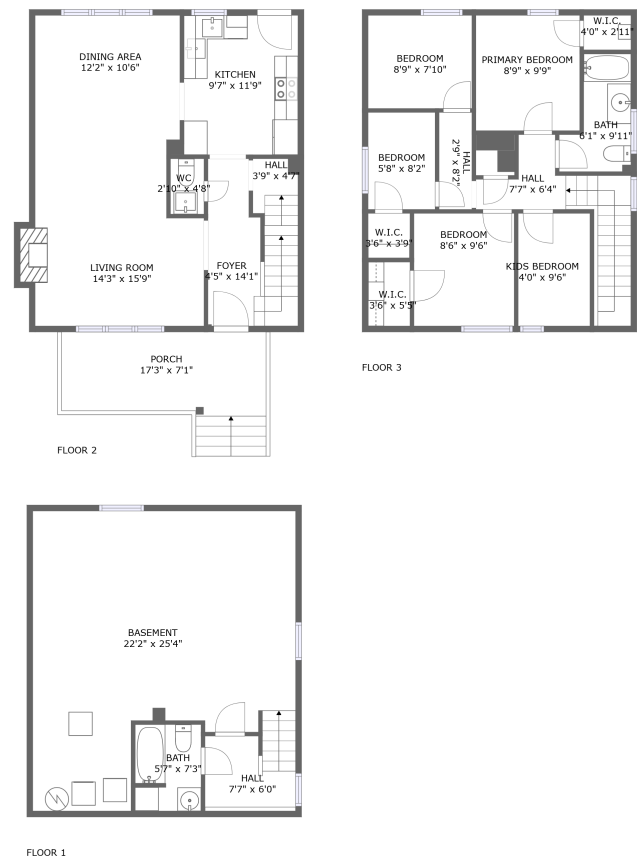 DINING AREA
12'2" x 10'6"
KITCHEN
9'7" x 11'9"
HALL
3'9" x 4'7"
WC
2'10" x 4'8"
LIVING ROOM
14'3" x 15'9"
FOYER
4'5" x 14'1"
PORCH
17'3" x 7'1"
FLOOR 2
W.I.C.
4'0" x 2'11"
BEDROOM
8'9" x 7'10"
PRIMARY BEDROOM
8'9" x 9'9"
BATH
6'1" x 9'11"
BEDROOM
5'8" x 8'2"
HALL
2'9" x 8'2"
HALL
7'7" x 6'4"
W.I.C.
3'6" x 3'9"
BEDROOM
8'6" x 9'6"
KIDS BEDROOM
4'0" x 9'6"
W.I.C.
3'6" x 5'5"
FLOOR 3
BASEMENT
22'2" x 25'4"
BATH
5'7" x 7'3"
HALL
7'7" x 6'0"
FLOOR 1